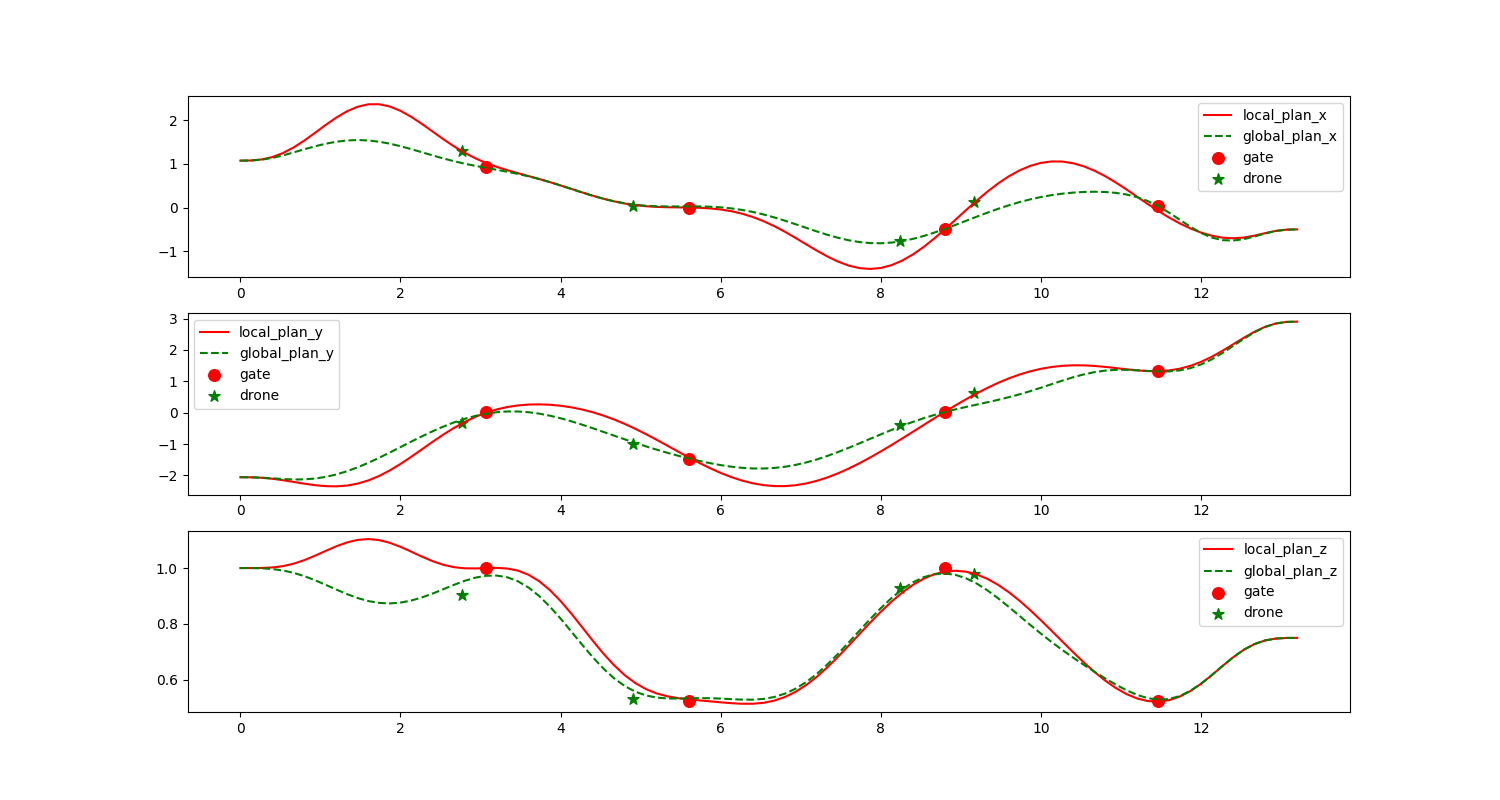 2
1
0
−1
0 2 4 6 8 10 12
local_plan_x
global_plan_x
gate
drone
3
2
1
0
−1
−2
0 2 4 6 8 10 12
local_plan_y
global_plan_y
gate
drone
1.0
0.8
0.6
0 2 4 6 8 10 12
local_plan_z
global_plan_z
gate
drone